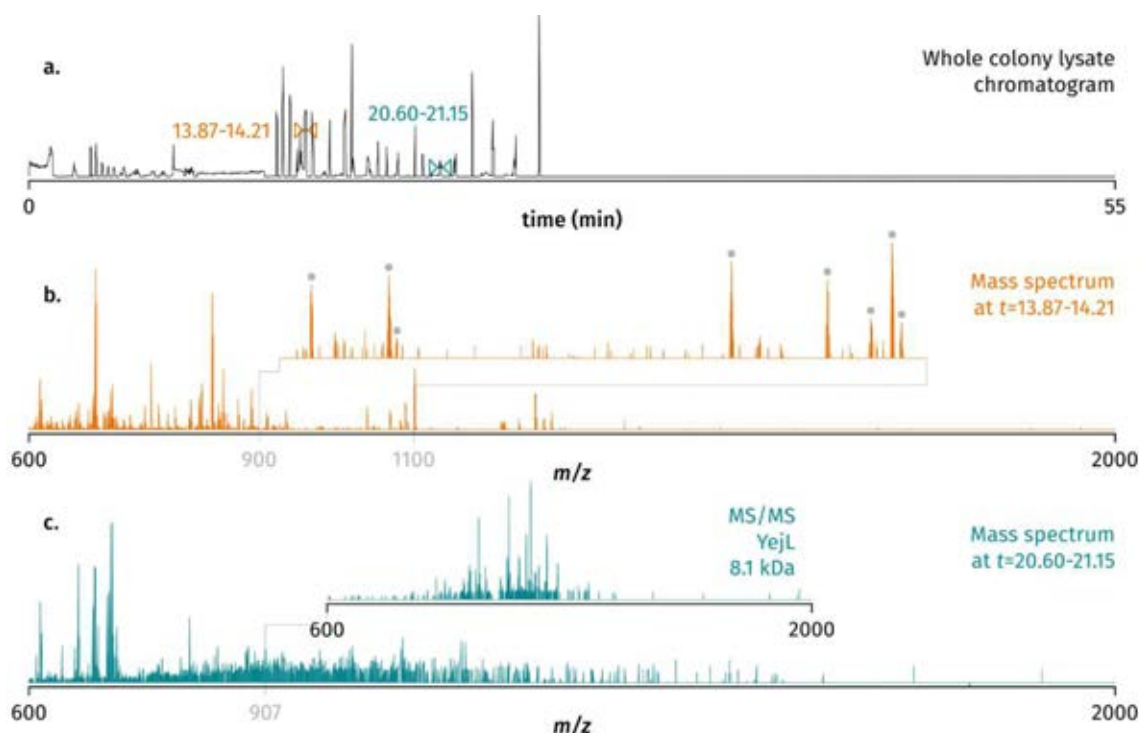 a.
Whole colony lysate
chromatogram
13.87-14.21
20.60-21.15
0
time (min)
55
b.
Mass spectrum
at t=13.87-14.21
600
900
1100
m/z
2000
c.
MS/MS
YejL
8.1 kDa
Mass spectrum
at t=20.60-21.15
600
2000
600
907
m/z
2000